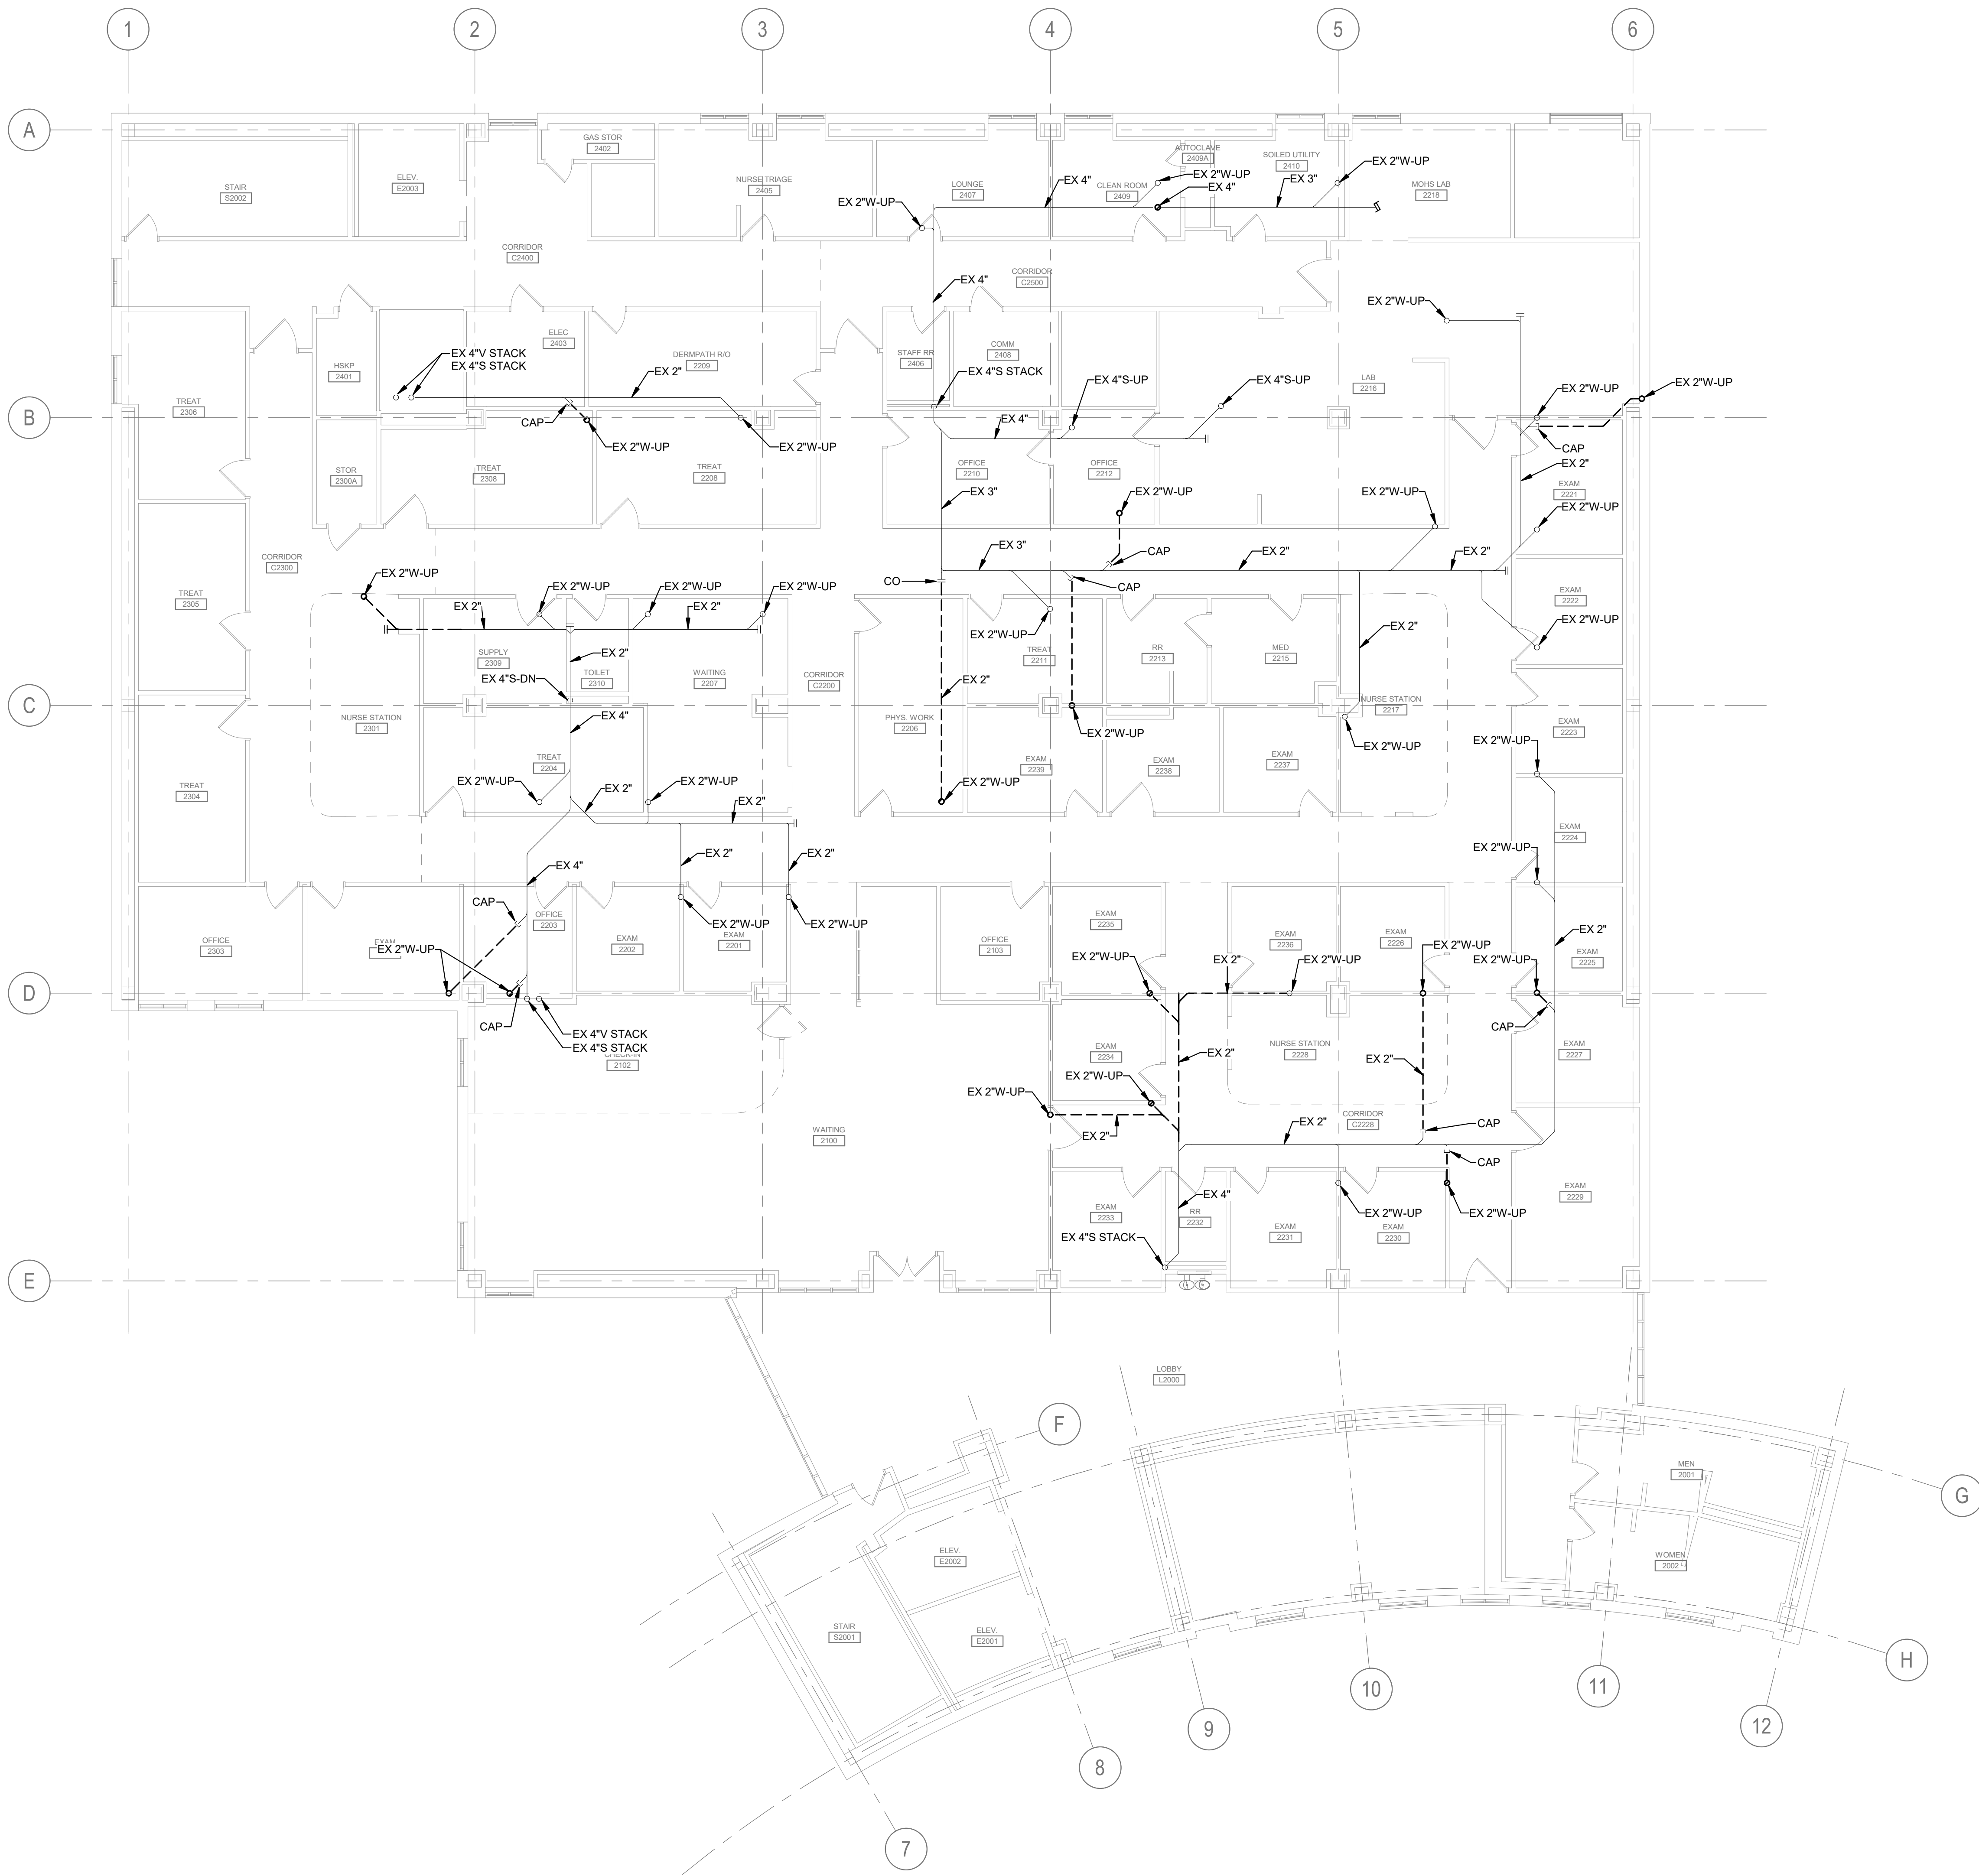 1
2
3
4
5
6
A
GAS STOR
2402
AUTOCLAVE
2409A
SOILED UTILITY
2410
EX 2"W-UP
ELEV.
E2003
STAIR
S2002
NURSE TRIAGE
2405
LOUNGE
2407
EX 4"
CLEAN ROOM
2409
EX 2"W-UP
EX 4"
EX 3"
MOHS LAB
2218
EX 2"W-UP
CORRIDOR
C2400
CORRIDOR
C2500
EX 4"
EX 2"W-UP
ELEC
2403
HSKP
2401
EX 4"V STACK
EX 4"S STACK
DERMPATH R/O
2209
EX 2"
STAFF RR
2406
COMM
2408
EX 4"S STACK
EX 4"S-UP
EX 4"S-UP
LAB
2216
EX 2"W-UP
EX 2"W-UP
TREAT
2306
B
CAP
EX 2"W-UP
EX 2"W-UP
EX 4"
CAP
EX 2"
STOR
2300A
TREAT
2308
TREAT
2208
OFFICE
2210
OFFICE
2212
EX 3"
EX 2"W-UP
EX 2"W-UP
EXAM
2221
EX 2"W-UP
CORRIDOR
C2300
EX 3"
CAP
EX 2"
EX 2"
TREAT
2305
EX 2"W-UP
EX 2"
EX 2"W-UP
EX 2"W-UP
EX 2"
EX 2"W-UP
CO
CAP
EXAM
2222
EX 2"W-UP
EX 2"W-UP
EX 2"
SUPPLY
2309
EX 2"
TOILET
2310
EX 4"S-DN
WAITING
2207
CORRIDOR
C2200
EX 2"
TREAT
2211
RR
2213
MED
2215
C
NURSE STATION
2301
EX 4"
PHYS. WORK
2206
EX 2"W-UP
NURSE STATION
2217
EX 2"W-UP
EXAM
2223
EX 2"W-UP
TREAT
2304
TREAT
2204
EX 2"W-UP
EX 2"W-UP
EX 2"
EX 2"
EX 2"W-UP
EXAM
2239
EXAM
2238
EXAM
2237
EXAM
2224
EX 2"W-UP
EX 4"
EX 2"
EX 2"
CAP
OFFICE
2203
EX 2"W-UP
EX 2"W-UP
OFFICE
2303
EXAM
EX 2"W-UP
EXAM
2202
EXAM
2201
OFFICE
2103
EXAM
2235
EX 2"W-UP
EXAM
2236
EX 2"
EX 2"W-UP
EXAM
2226
EX 2"W-UP
EX 2"
EX 2"W-UP
EXAM
2225
D
CAP
EX 4"V STACK
EX 4"S STACK
2102
EXAM
2234
EX 2"
NURSE STATION
2228
EX 2"
CAP
EXAM
2227
EX 2"W-UP
EX 2"W-UP
WAITING
2100
EX 2"
EX 2"
CORRIDOR
C2228
CAP
CAP
EXAM
2233
EX 4"
RR
2232
EX 4"S STACK
EXAM
2231
EX 2"W-UP
EXAM
2230
EX 2"W-UP
EXAM
2229
E
LOBBY
L2000
F
MEN
2001
G
ELEV.
E2002
WOMEN
2002
STAIR
S2001
ELEV.
E2001
H
11
10
12
9
8
7